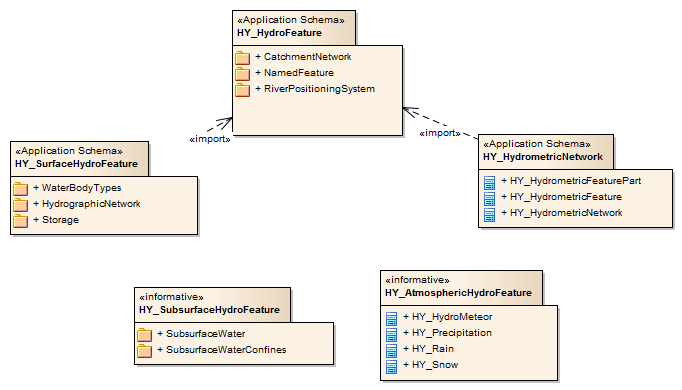 «Application Schema»
HY_HydroFeature
+ CatchmentNetwork
+ NamedFeature
+ RiverPositioningSystem
«import»
«import»
«Application Schema»
HY_SurfaceHydroFeature
+ WaterBodyTypes
+ HydrographicNetwork
+ Storage
«Application Schema»
HY_HydrometricNetwork
+ HY_HydrometricFeaturePart
+ HY_HydrometricFeature
+ HY_HydrometricNetwork
«informative»
HY_SubsurfaceHydroFeature
+ SubsurfaceWater
+ SubsurfaceWaterConfines
«informative»
HY_AtmosphericHydroFeature
+ HY_HydroMeteor
+ HY_Precipitation
+ HY_Rain
+ HY_Snow